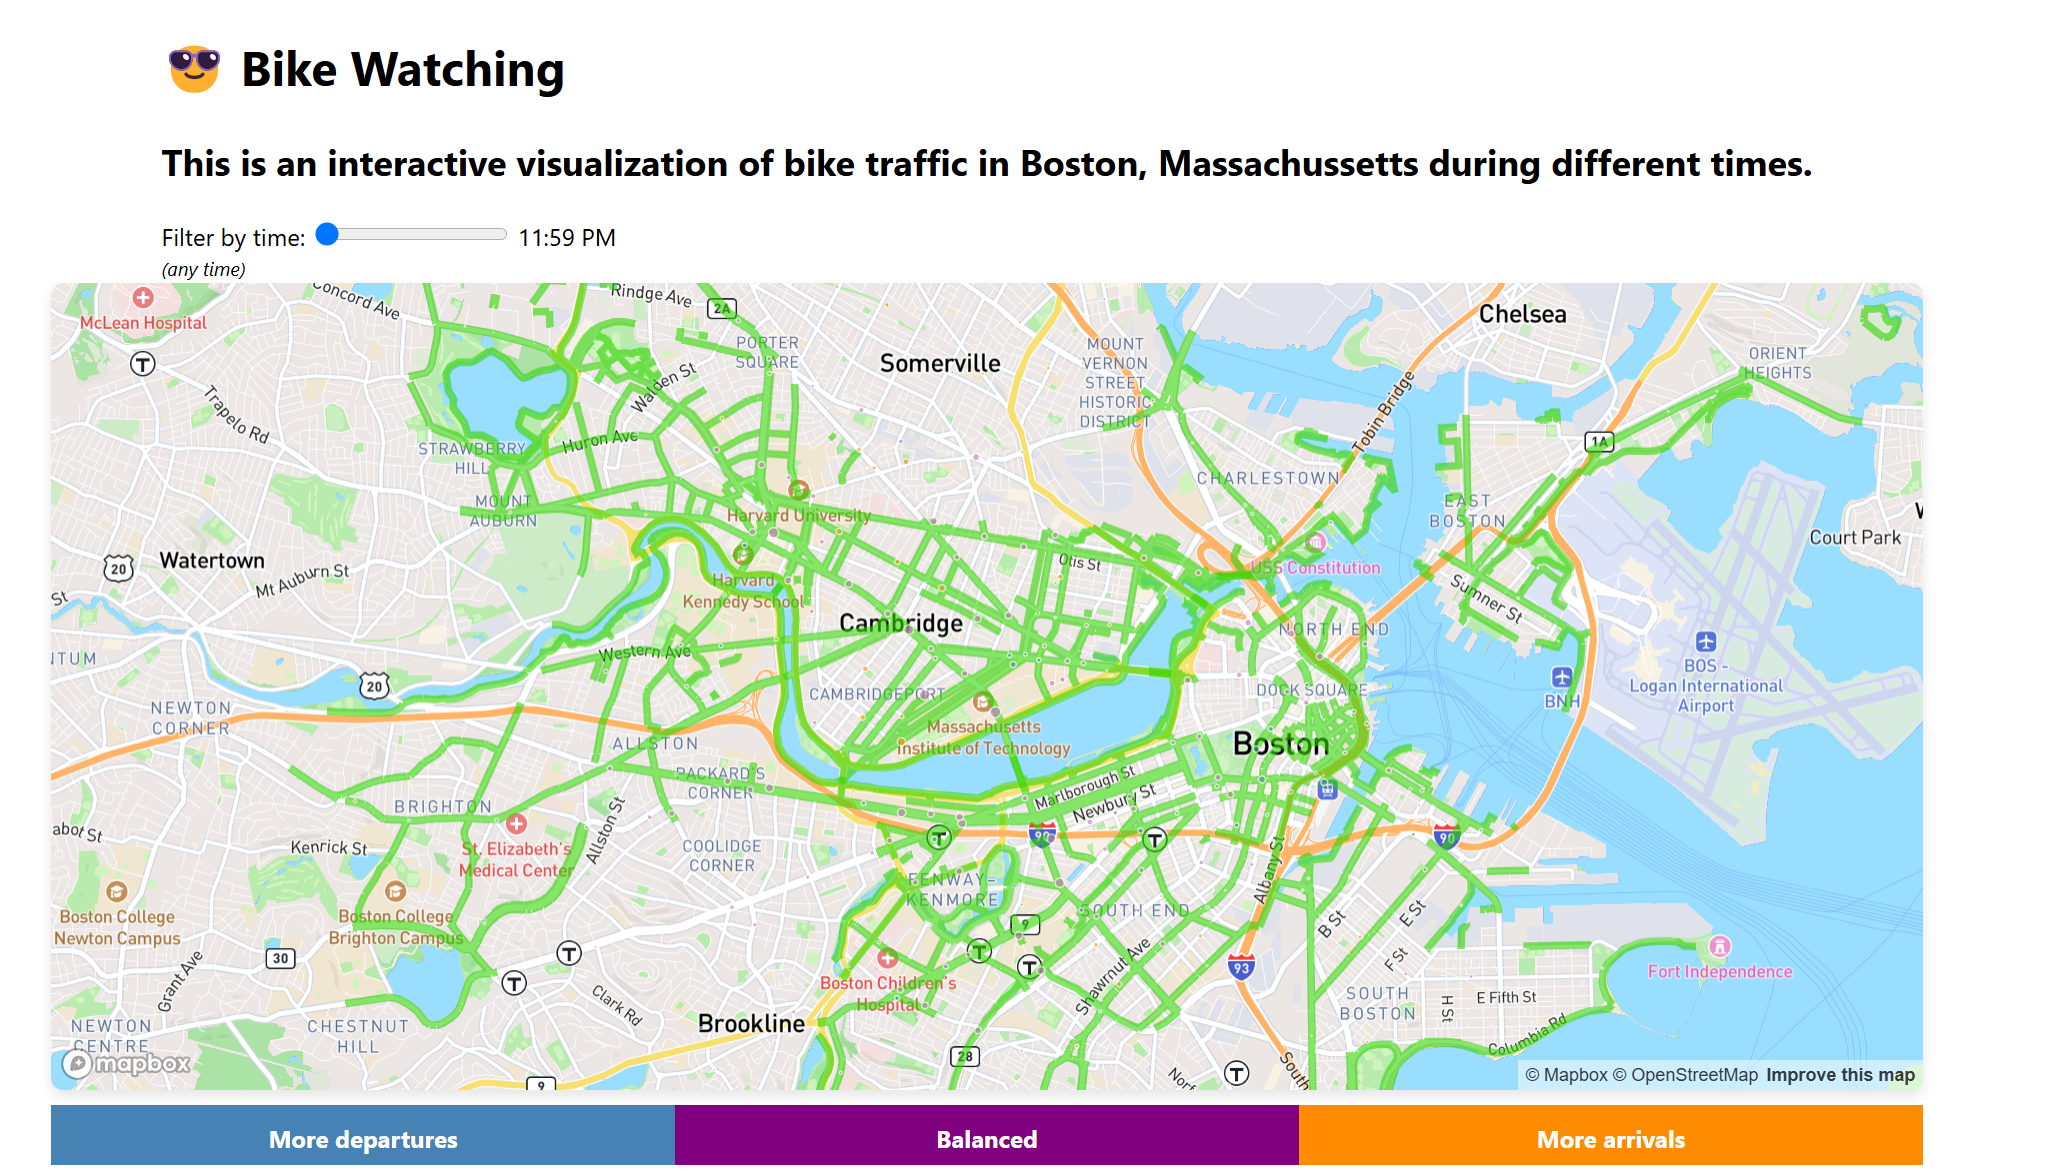 Bike Watching
This is an interactive visualization of bike traffic in Boston, Massachussetts during different times.
Filter by time: 11:59 PM
(any time)
Concord Ave
Rindge Ave
2A
Chelsea
McLean Hospital
PORTER
SQUARE
Somerville
MOUNT
VERNON
STREET
HISTORIC
DISTRICT
ORIENT
HEIGHTS
T
Walden St
Tobin Bridge
Trapelo Rd
Huron Ave
STRAWBERRY
HILL
1A
CHARLESTOWN
MOUNT
AUBURN
Harvard University
EAST
BOSTON
Court Park
Watertown
20
Mt Auburn St
St
Otis St
USS Constitution
Harvard
Kennedy School
Sumner St
Cambridge
NORTH END
Western Ave
NTUM
20
CAMBRIDGEPORT
DOCK SQUARE
BOS -
Logan International
Airport
BNH
NEWTON
CORNER
Massachusetts
Institute of Technology
ALLSTON
Boston
PACKARD'S
CORNER
Marlborough St
Newbury St
BRIGHTON
abot St
Kenrick St
St. Elizabeth's
Medical Center
Allston St
COOLIDGE
CORNER
T
90
T
90
Albany St
FENWAY-
KENMORE
SOUTH END
9
B St
E St
F St
Boston College
Newton Campus
Boston College
Brighton Campus
30
T
T
T
T
93
Grant Ave
Boston Children's
Hospital
Shawmut Ave
Fort Independence
Clark Rd
SOUTH
BOSTON
H St
E Fifth St
Columbia Rd
Brookline
NEWTON
CENTRE
CHESTNUT
HILL
28
9
Norf
T
South
mapbox
© Mapbox © OpenStreetMap Improve this map
More departures
Balanced
More arrivals